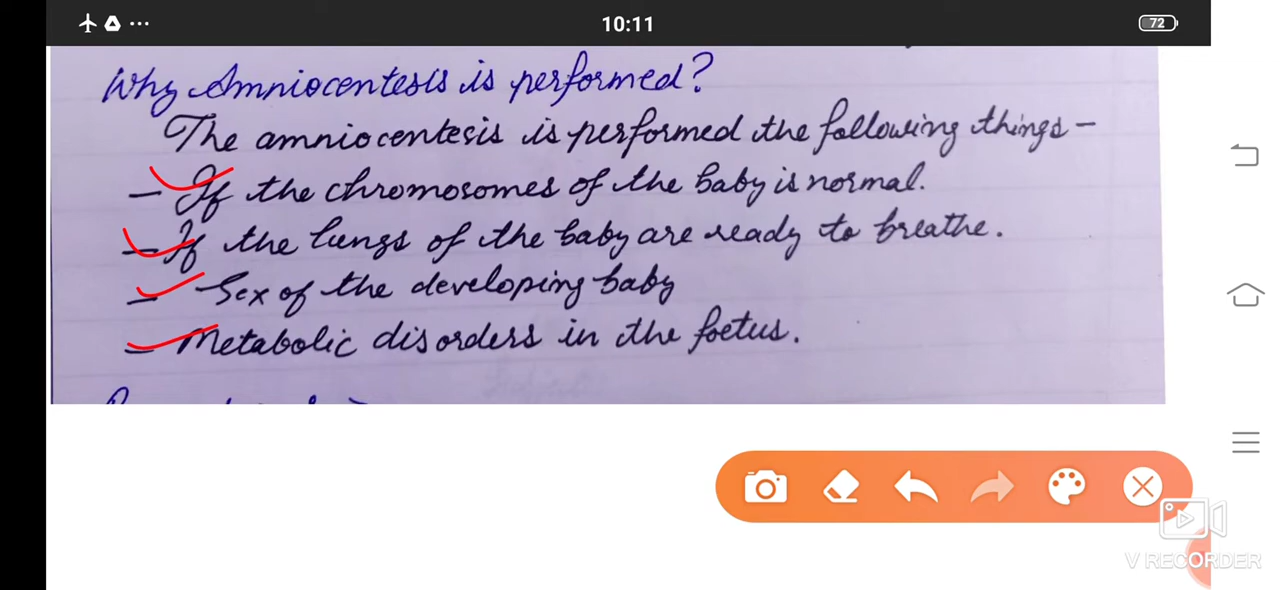 10:11
72
Why Amniocentesis is performed?
The amniocentesis is performed the following things -
- If the chromosomes of the baby is normal.
- If the lungs of the baby are ready to breathe.
- Sex of the developing baby
- Metabolic disorders in the foetus.
V RECORDER